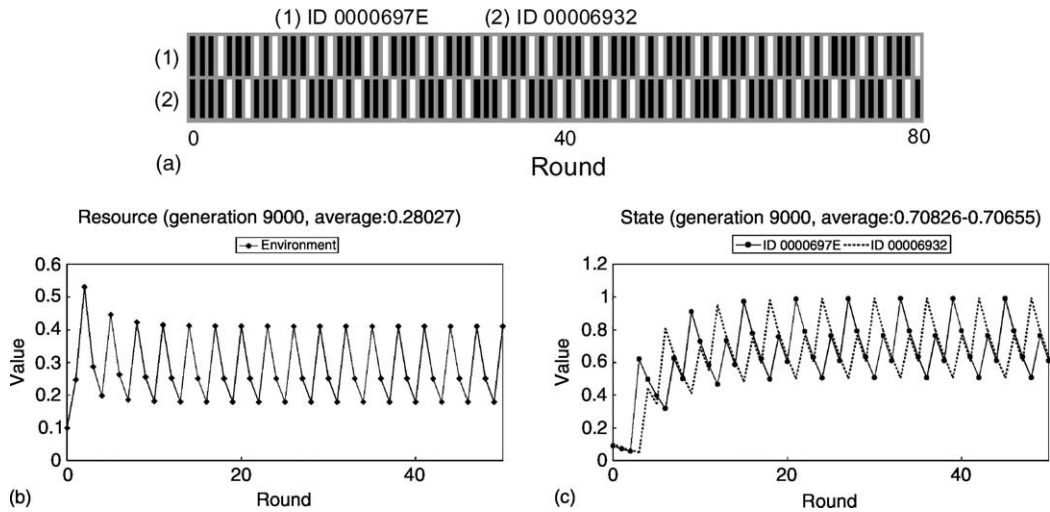 (1) ID 0000697E (2) ID 00006932
(1)
(2)
0 40 80
(a) Round
Resource (generation 9000, average:0.28027)
Environment
0.6
0.5
0.4
0.3
0.2
0.1
0
Value
0 20 40
(b) Round
State (generation 9000, average:0.70826-0.70655)
ID 0000697E ID 00006932
1.2
1
0.8
0.6
0.4
0.2
0
Value
0 20 40
(c) Round